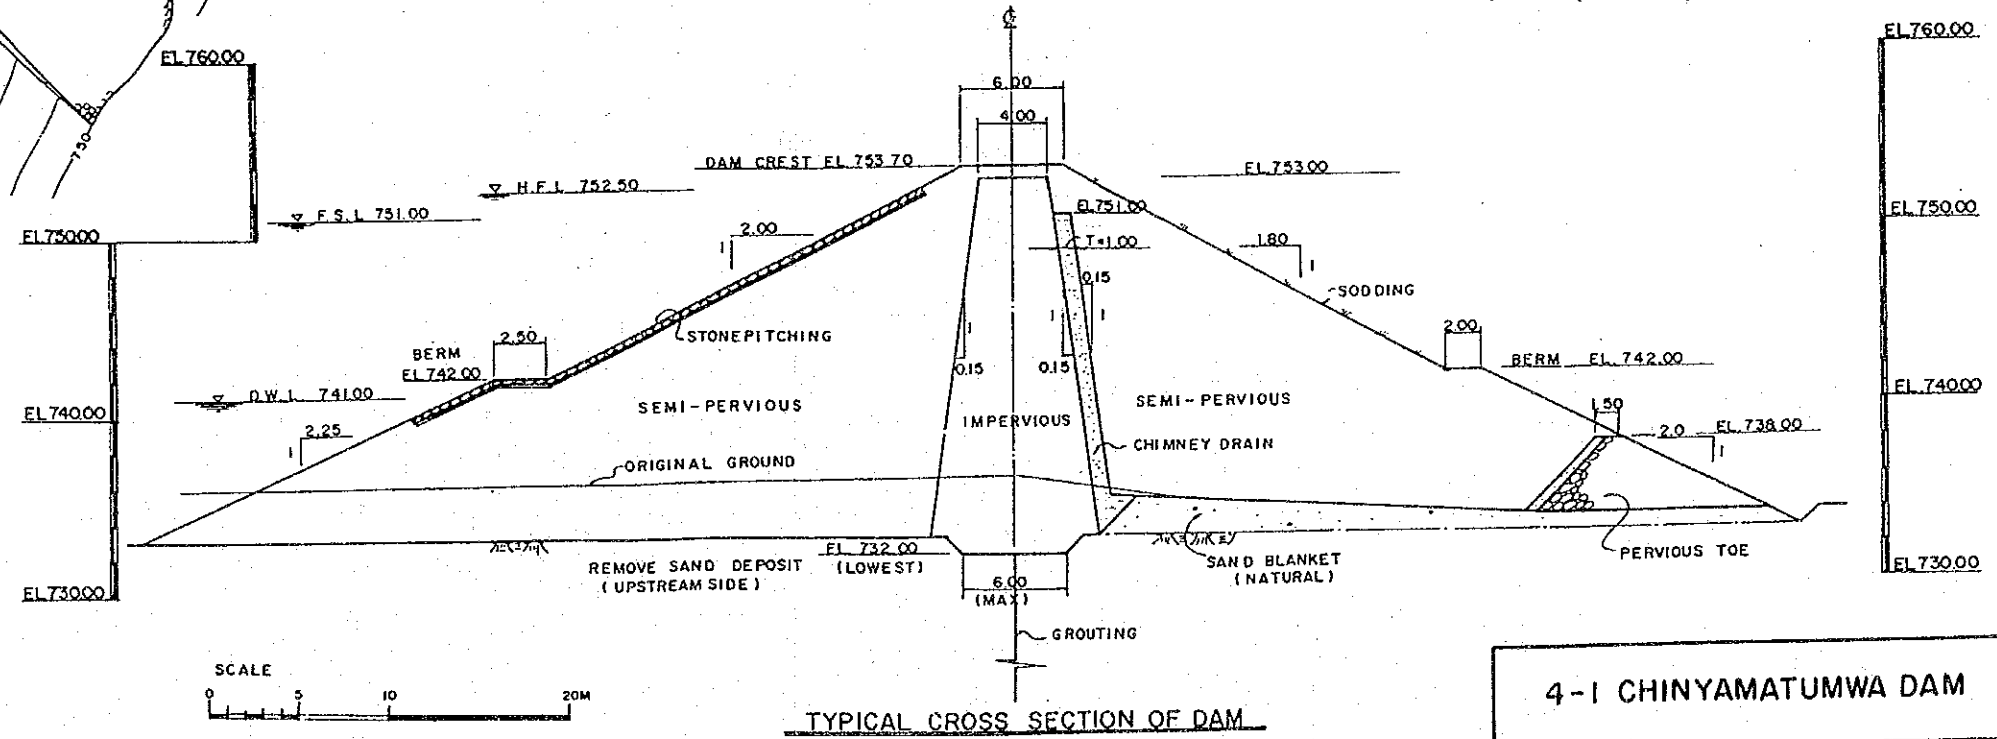 EL.760.00
750
EL.750.00
F.S.L 751.00
H.F.L 752.50
DAM CREST EL.753.70
6.00
4.00
EL.753.00
EL.760.00
EL.751.00
EL.750.00
T=1.00
2.00
1
1.80
1
0.15
SODDING
STONEPITCHING
2.50
BERM
EL.742.00
1
0.15
1
0.15
1
2.00
BERM EL. 742.00
D.W.L 741.00
EL.740.00
EL.740.00
SEMI-PERVIOUS
IMPERVIOUS
SEMI-PERVIOUS
1.50
2.0
EL.738.00
1
2.25
1
CHIMNEY DRAIN
ORIGINAL GROUND
EL.732.00
(LOWEST)
REMOVE SAND DEPOSIT
(UPSTREAM SIDE)
6.00
(MAX)
SAND BLANKET
(NATURAL)
PERVIOUS TOE
EL.730.00
EL.730.00
GROUTING
SCALE
0 5 10 20M
TYPICAL CROSS SECTION OF DAM
4-1 CHINYAMATUMWA DAM